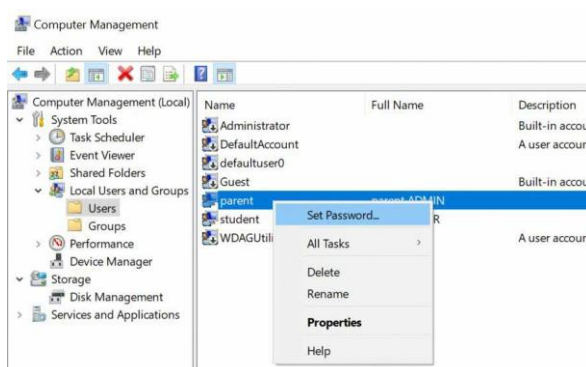 Computer Management
File Action View Help
Computer Management (Local)
System Tools
Task Scheduler
Event Viewer
Shared Folders
Local Users and Groups
Users
Groups
Performance
Device Manager
Storage
Disk Management
Services and Applications
Name Full Name Description
Administrator Built-in accou
DefaultAccount A user accour
defaultuser0
Guest Built-in accou
parent parent ADMIN
student R
WDAGUtili A user accour
Set Password...
All Tasks
Delete
Rename
Properties
Help